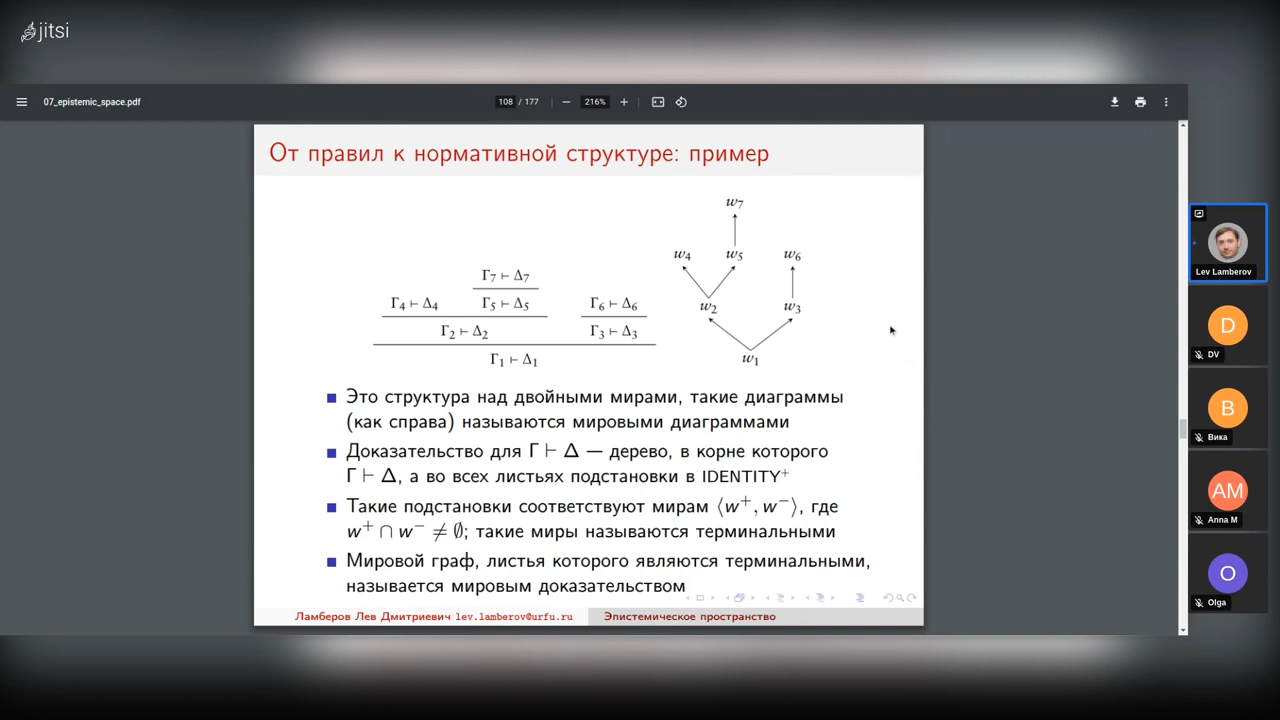 jitsi
07_epistemic_space.pdf
108 / 177
216%
От правил к нормативной структуре: пример
w7
w4 w5 w6
Γ7 ⊢ Δ7
Γ4 ⊢ Δ4 Γ5 ⊢ Δ5 Γ6 ⊢ Δ6
w2 w3
Γ2 ⊢ Δ2 Γ3 ⊢ Δ3
Γ1 ⊢ Δ1
w1
Это структура над двойными мирами, такие диаграммы
(как справа) называются мировыми диаграммами
Доказательство для Γ ⊢ Δ — дерево, в корне которого
Γ ⊢ Δ, а во всех листьях подстановки в IDENTITY⁺
Такие подстановки соответствуют мирам ⟨w⁺, w⁻⟩, где
w⁺ ∩ w⁻ ≠ ∅; такие миры называются терминальными
Мировой граф, листья которого являются терминальными,
называется мировым доказательством
Ламберов Лев Дмитриевич lev.lamberov@urfu.ru
Эпистемическое пространство
Lev Lamberov
D
DV
B
Вика
AM
Anna M
O
Olga